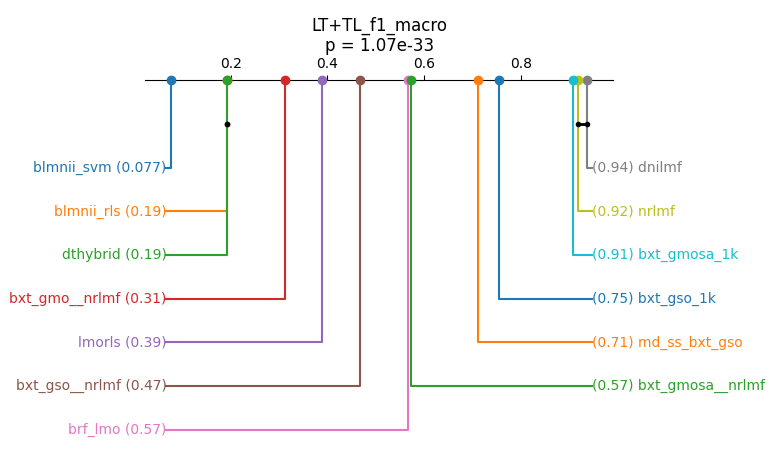 LT+TL_f1_macro
p = 1.07e-33
0.2 0.4 0.6 0.8
blmnii_svm (0.077)
(0.94) dnilmf
blmnii_rls (0.19)
(0.92) nrlmf
dthybrid (0.19)
(0.91) bxt_gmosa_1k
bxt_gmo__nrlmf (0.31)
(0.75) bxt_gso_1k
lmorls (0.39)
(0.71) md_ss_bxt_gso
bxt_gso__nrlmf (0.47)
(0.57) bxt_gmosa__nrlmf
brf_lmo (0.57)